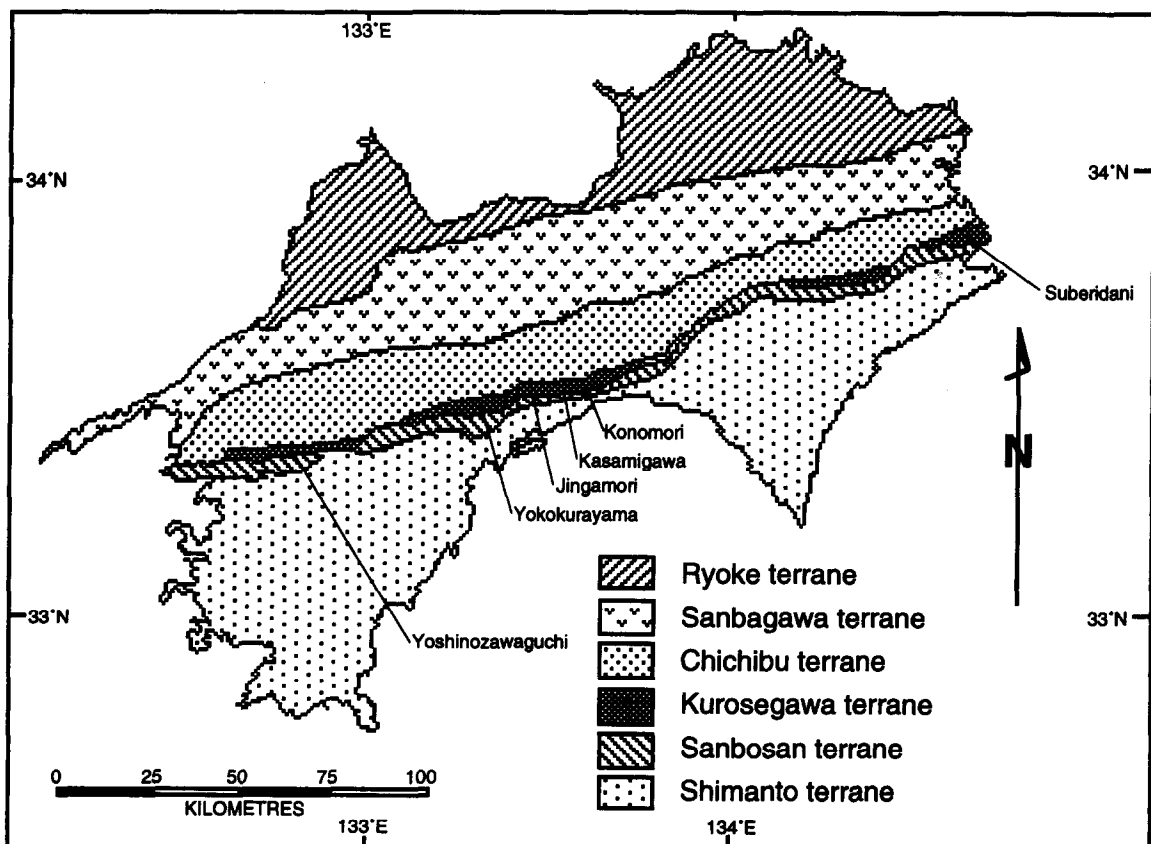 133°E
34°N
34°N
Suberidani
Konomori
Kasamigawa
Jingamori
Yokokurayama
N
Ryoke terrane
33°N
Sanbagawa terrane
33°N
Yoshinozawaguchi
Chichibu terrane
Kurosegawa terrane
Sanbosan terrane
Shimanto terrane
0 25 50 75 100
KILOMETRES
133°E
134°E